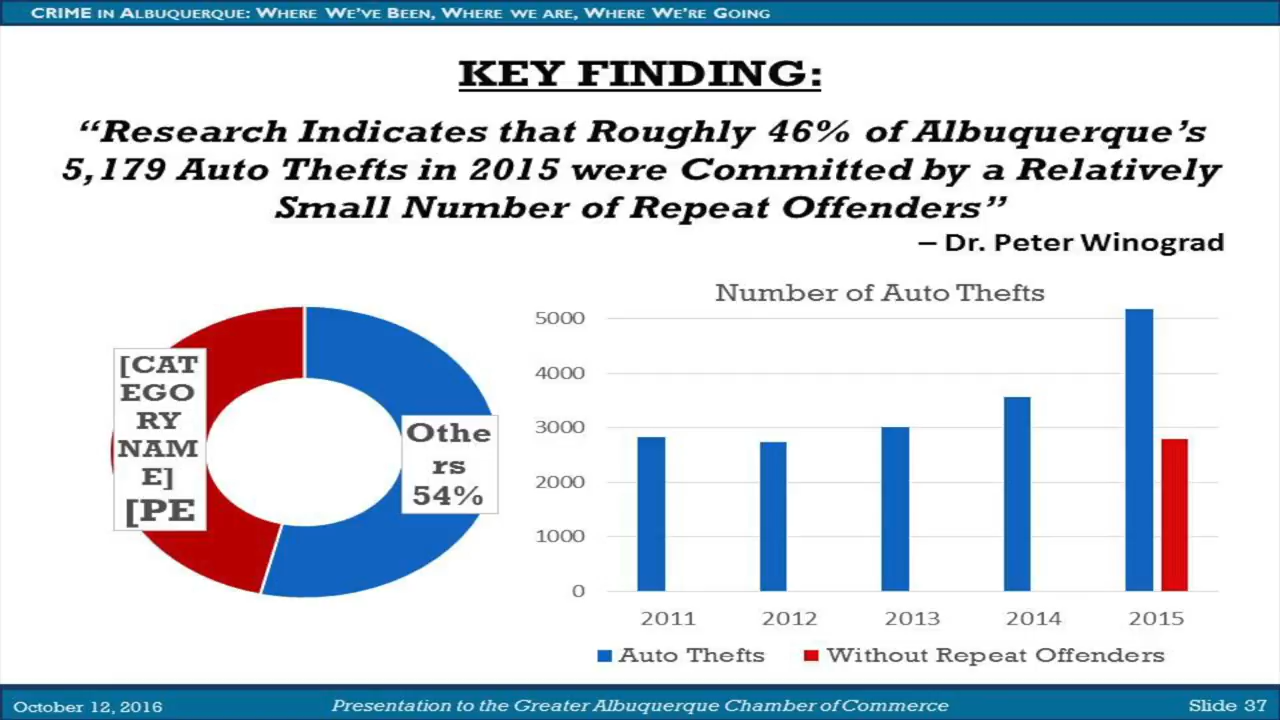 CRIME IN ALBUQUERQUE: WHERE WE'VE BEEN, WHERE WE ARE, WHERE WE'RE GOING
KEY FINDING:
“Research Indicates that Roughly 46% of Albuquerque’s
5,179 Auto Thefts in 2015 were Committed by a Relatively
Small Number of Repeat Offenders”
– Dr. Peter Winograd
[CAT
EGO
RY
NAM
E]
[PE
Othe
rs
54%
Number of Auto Thefts
5000
4000
3000
2000
1000
0
2011 2012 2013 2014 2015
Auto Thefts Without Repeat Offenders
October 12, 2016 Presentation to the Greater Albuquerque Chamber of Commerce Slide 37